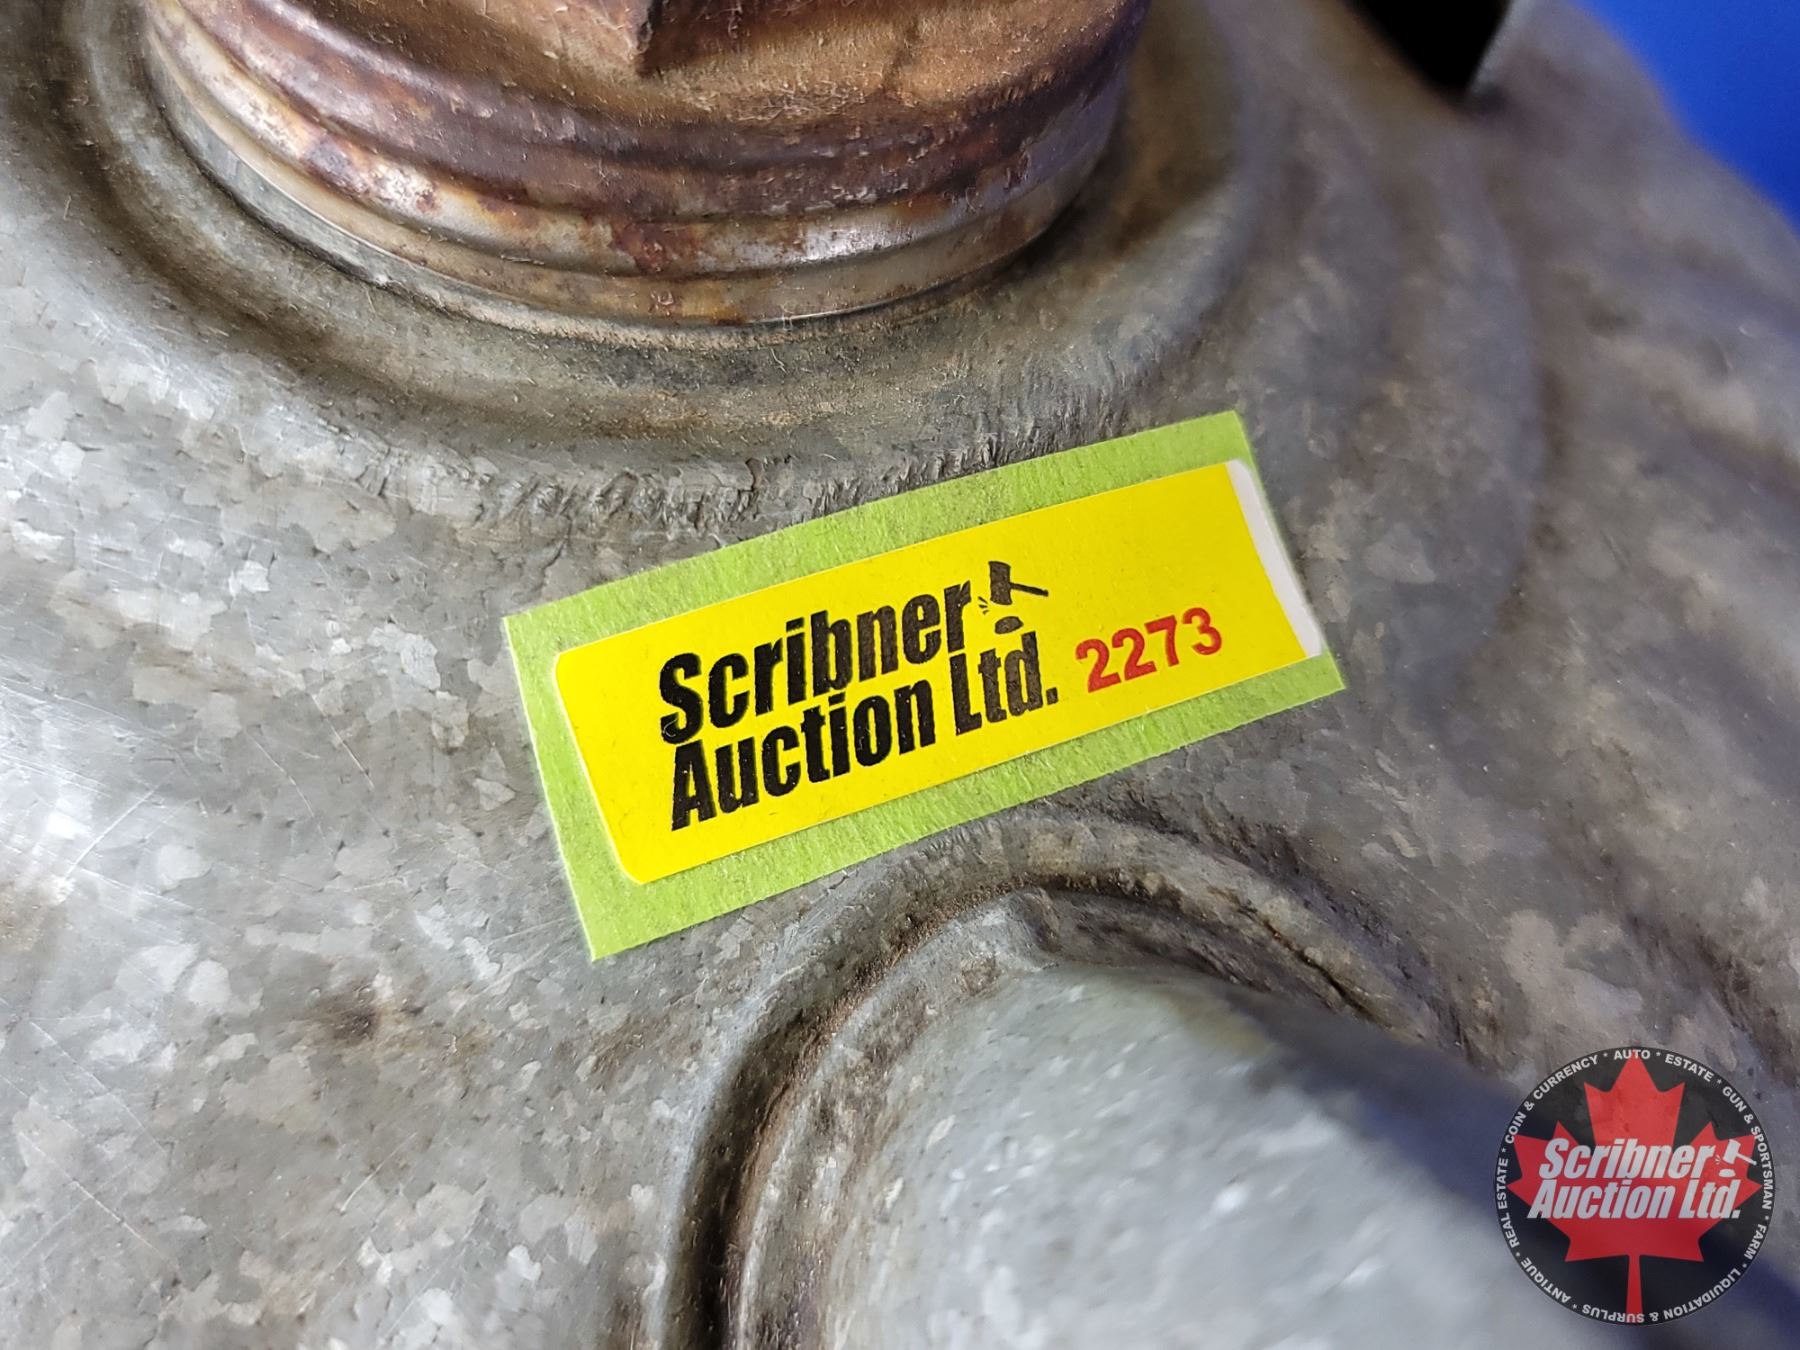 Scribner
Auction Ltd. 2273
COIN & CURRENCY * AUTO * ESTATE * GUN & SPORTSMAN * FARM * LIQUIDATION & SURPLUS * ANTIQUE * REAL ESTATE *
Scribner
Auction Ltd.